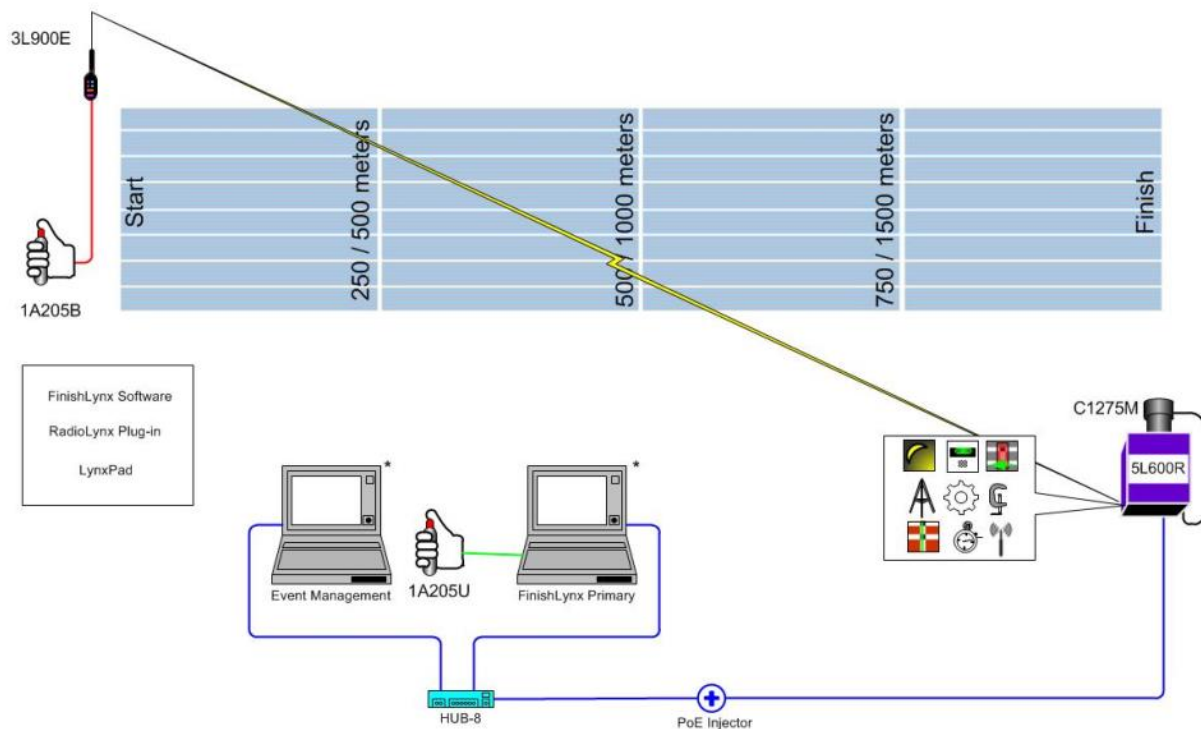 3L900E
Start
250 / 500 meters
500 / 1000 meters
750 / 1500 meters
Finish
1A205B
FinishLynx Software
RadioLynx Plug-in
LynxPad
C1275M
5L600R
*
*
Event Management
1A205U
FinishLynx Primary
HUB-8
PoE Injector